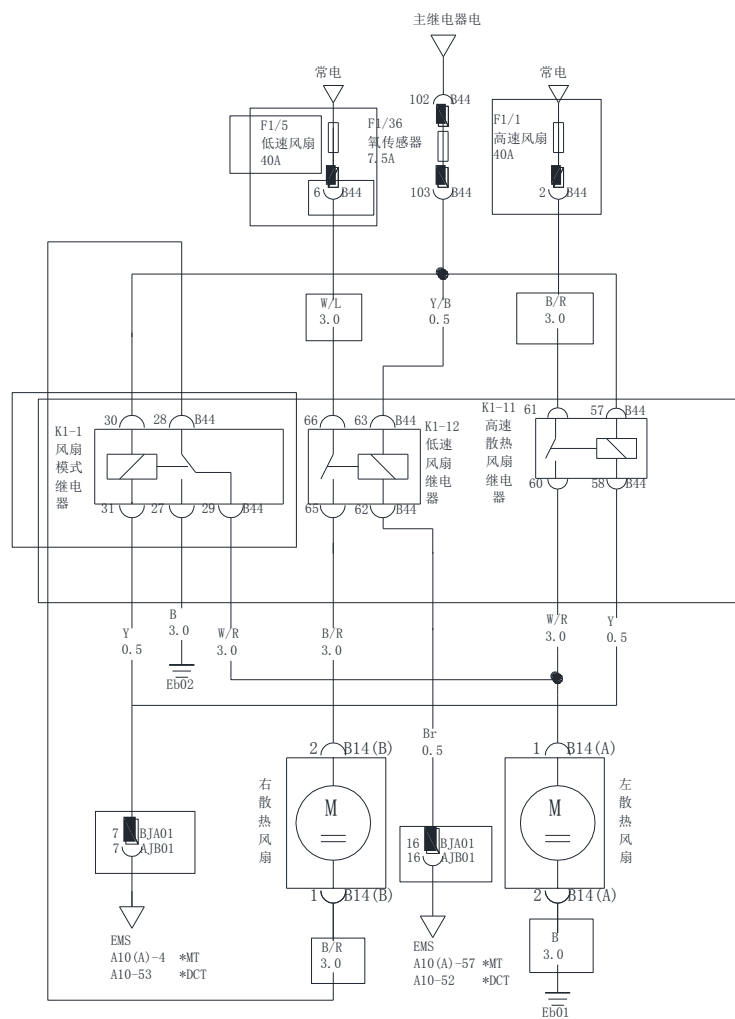 主继电器电
常电
常电
102 B44
F1/5
低速风扇
40A
F1/36
氧传感器
7.5A
F1/1
高速风扇
40A
6 B44
103 B44
2 B44
W/L
3.0
Y/B
0.5
B/R
3.0
30 28 B44
66 63 B44
61 57 B44
K1-1
风扇
模式
继电
器
K1-12
低速
风扇
继电
器
K1-11
高速
散热
风扇
继电
器
31 27 29 B44
65 62 B44
60 58 B44
Y
0.5
B
3.0
W/R
3.0
B/R
3.0
W/R
3.0
Y
0.5
Eb02
Br
0.5
2 B14(B)
1 B14(A)
右散热风扇
M
左散热风扇
M
7 BJA01
7 AJB01
16 BJA01
16 AJB01
1 B14(B)
2 B14(A)
EMS
A10(A)-4 *MT
A10-53 *DCT
B/R
3.0
EMS
A10(A)-57 *MT
A10-52 *DCT
B
3.0
Eb01